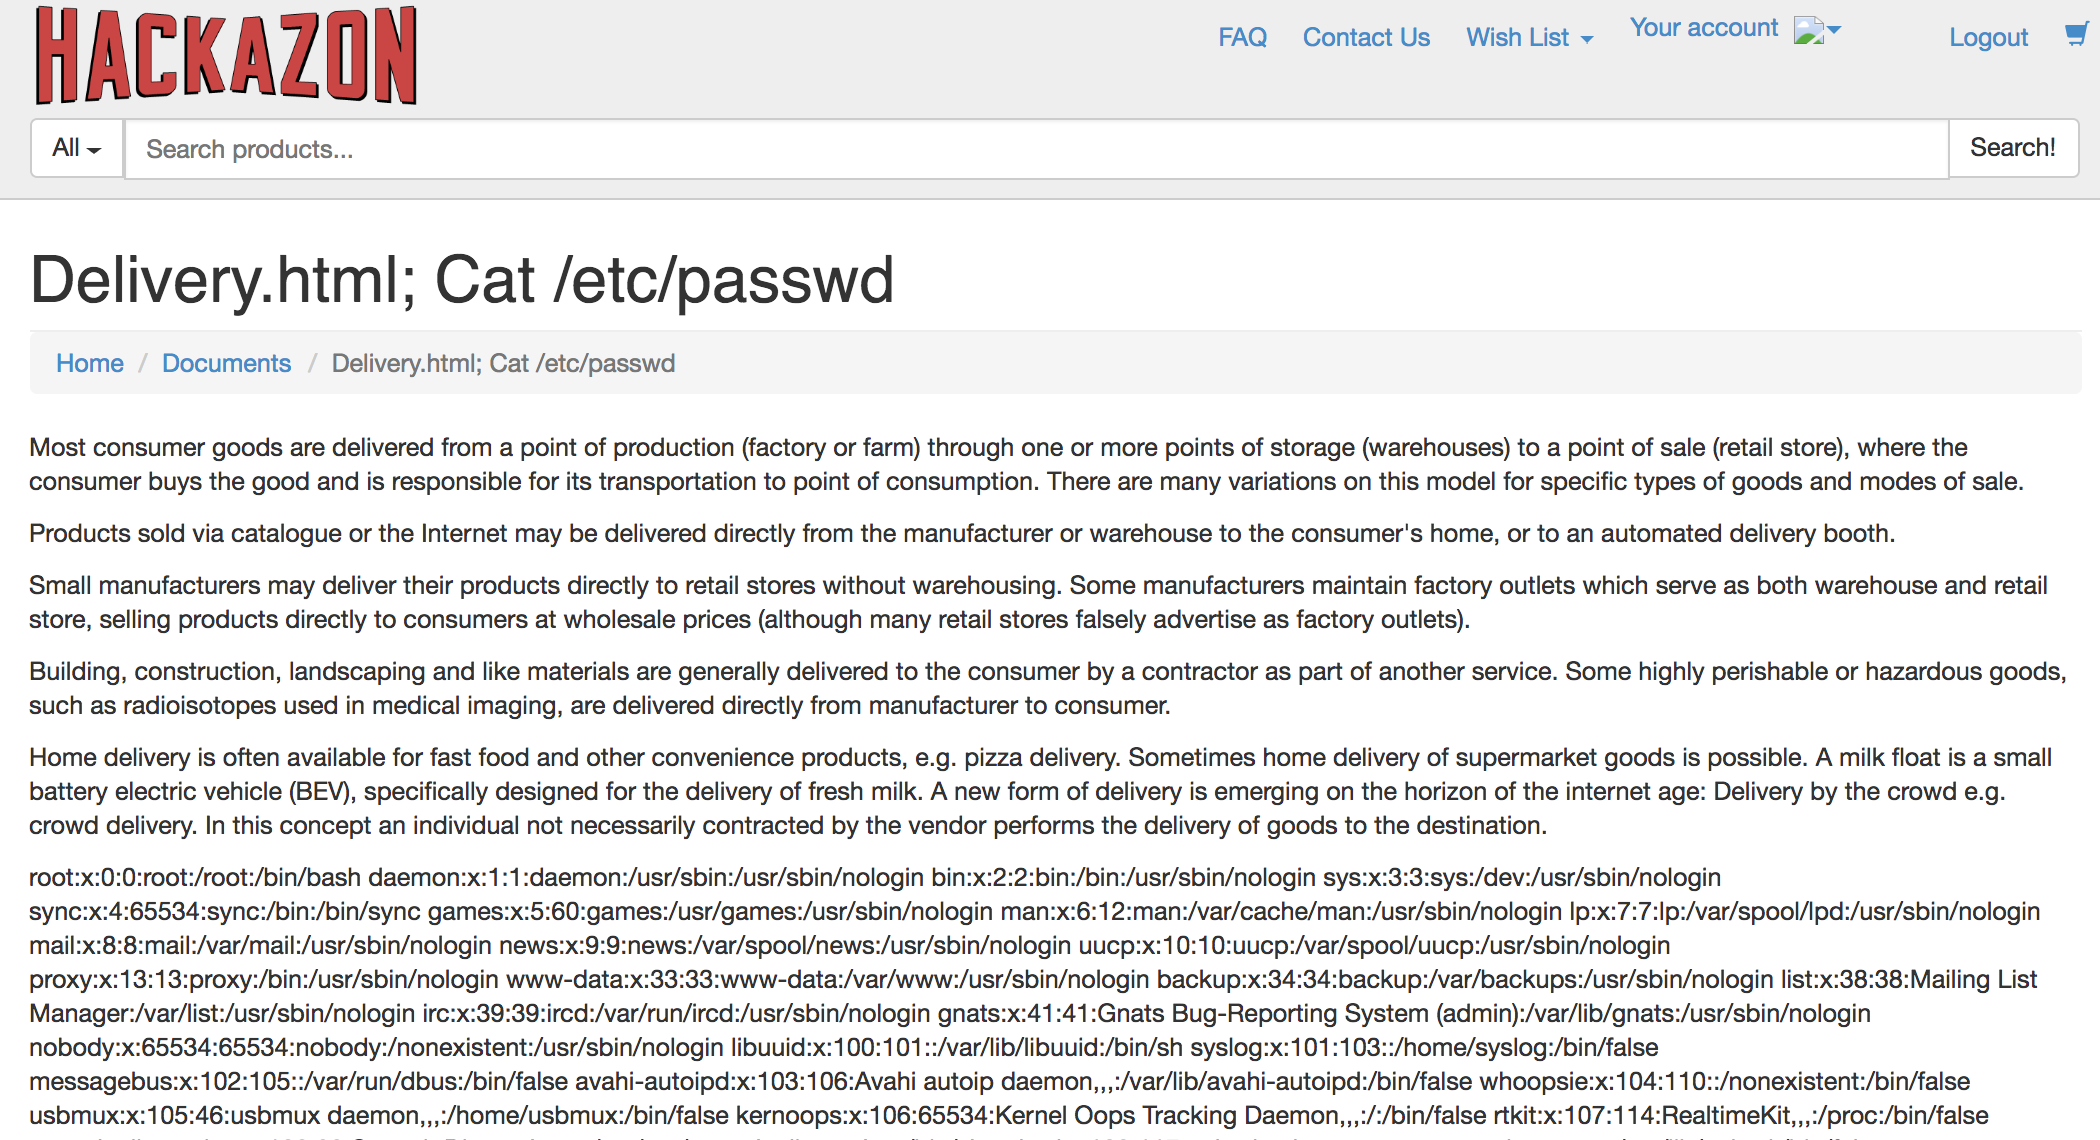 HACKAZON
FAQ Contact Us Wish List Your account Logout
All Search products... Search!
Delivery.html; Cat /etc/passwd
Home / Documents / Delivery.html; Cat /etc/passwd
Most consumer goods are delivered from a point of production (factory or farm) through one or more points of storage (warehouses) to a point of sale (retail store), where the
consumer buys the good and is responsible for its transportation to point of consumption. There are many variations on this model for specific types of goods and modes of sale.
Products sold via catalogue or the Internet may be delivered directly from the manufacturer or warehouse to the consumer's home, or to an automated delivery booth.
Small manufacturers may deliver their products directly to retail stores without warehousing. Some manufacturers maintain factory outlets which serve as both warehouse and retail
store, selling products directly to consumers at wholesale prices (although many retail stores falsely advertise as factory outlets).
Building, construction, landscaping and like materials are generally delivered to the consumer by a contractor as part of another service. Some highly perishable or hazardous goods,
such as radioisotopes used in medical imaging, are delivered directly from manufacturer to consumer.
Home delivery is often available for fast food and other convenience products, e.g. pizza delivery. Sometimes home delivery of supermarket goods is possible. A milk float is a small
battery electric vehicle (BEV), specifically designed for the delivery of fresh milk. A new form of delivery is emerging on the horizon of the internet age: Delivery by the crowd e.g.
crowd delivery. In this concept an individual not necessarily contracted by the vendor performs the delivery of goods to the destination.
root:x:0:0:root:/root:/bin/bash daemon:x:1:1:daemon:/usr/sbin:/usr/sbin/nologin bin:x:2:2:bin:/bin:/usr/sbin/nologin sys:x:3:3:sys:/dev:/usr/sbin/nologin
sync:x:4:65534:sync:/bin:/bin/sync games:x:5:60:games:/usr/games:/usr/sbin/nologin man:x:6:12:man:/var/cache/man:/usr/sbin/nologin lp:x:7:7:lp:/var/spool/lpd:/usr/sbin/nologin
mail:x:8:8:mail:/var/mail:/usr/sbin/nologin news:x:9:9:news:/var/spool/news:/usr/sbin/nologin uucp:x:10:10:uucp:/var/spool/uucp:/usr/sbin/nologin
proxy:x:13:13:proxy:/bin:/usr/sbin/nologin www-data:x:33:33:www-data:/var/www:/usr/sbin/nologin backup:x:34:34:backup:/var/backups:/usr/sbin/nologin list:x:38:38:Mailing List
Manager:/var/list:/usr/sbin/nologin irc:x:39:39:ircd:/var/run/ircd:/usr/sbin/nologin gnats:x:41:41:Gnats Bug-Reporting System (admin):/var/lib/gnats:/usr/sbin/nologin
nobody:x:65534:65534:nobody:/nonexistent:/usr/sbin/nologin libuuid:x:100:101::/var/lib/libuuid:/bin/sh syslog:x:101:103::/home/syslog:/bin/false
messagebus:x:102:105::/var/run/dbus:/bin/false avahi-autoipd:x:103:106:Avahi autoip daemon,,,:/var/lib/avahi-autoipd:/bin/false whoopsie:x:104:110::/nonexistent:/bin/false
usbmux:x:105:46:usbmux daemon,,,:/home/usbmux:/bin/false kernoops:x:106:65534:Kernel Oops Tracking Daemon,,,:/:/bin/false rtkit:x:107:114:RealtimeKit,,,:/proc:/bin/false